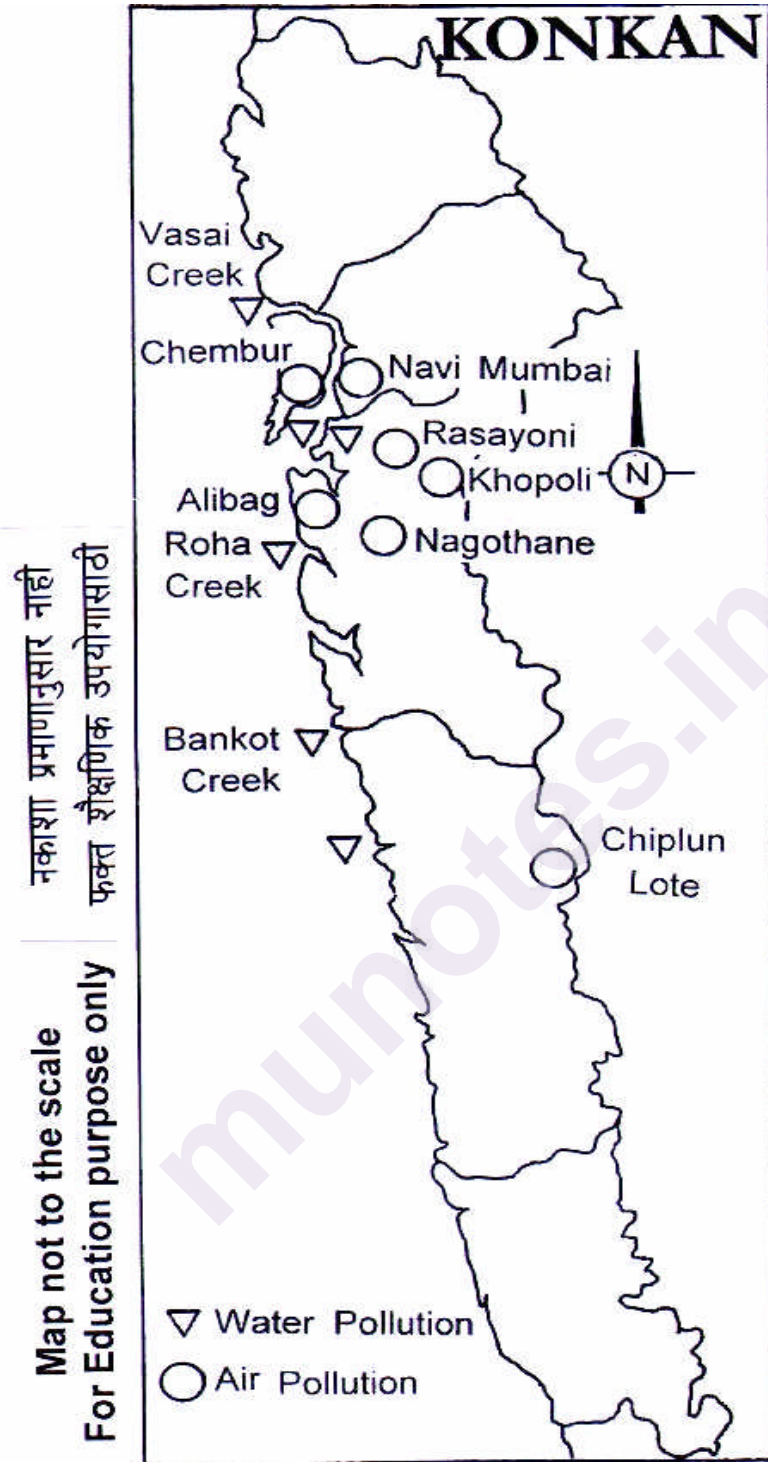 KONKAN
Vasai
Creek
Chembur
Navi Mumbai
Rasayoni
Khopoli
N
Alibag
Nagothane
Roha
Creek
Bankot
Creek
Chiplun
Lote
Water Pollution
Air Pollution
नकाशा प्रमाणानुसार नाही
फक्त शैक्षणिक उपयोगासाठी
Map not to the scale
For Education purpose only
munotes.in